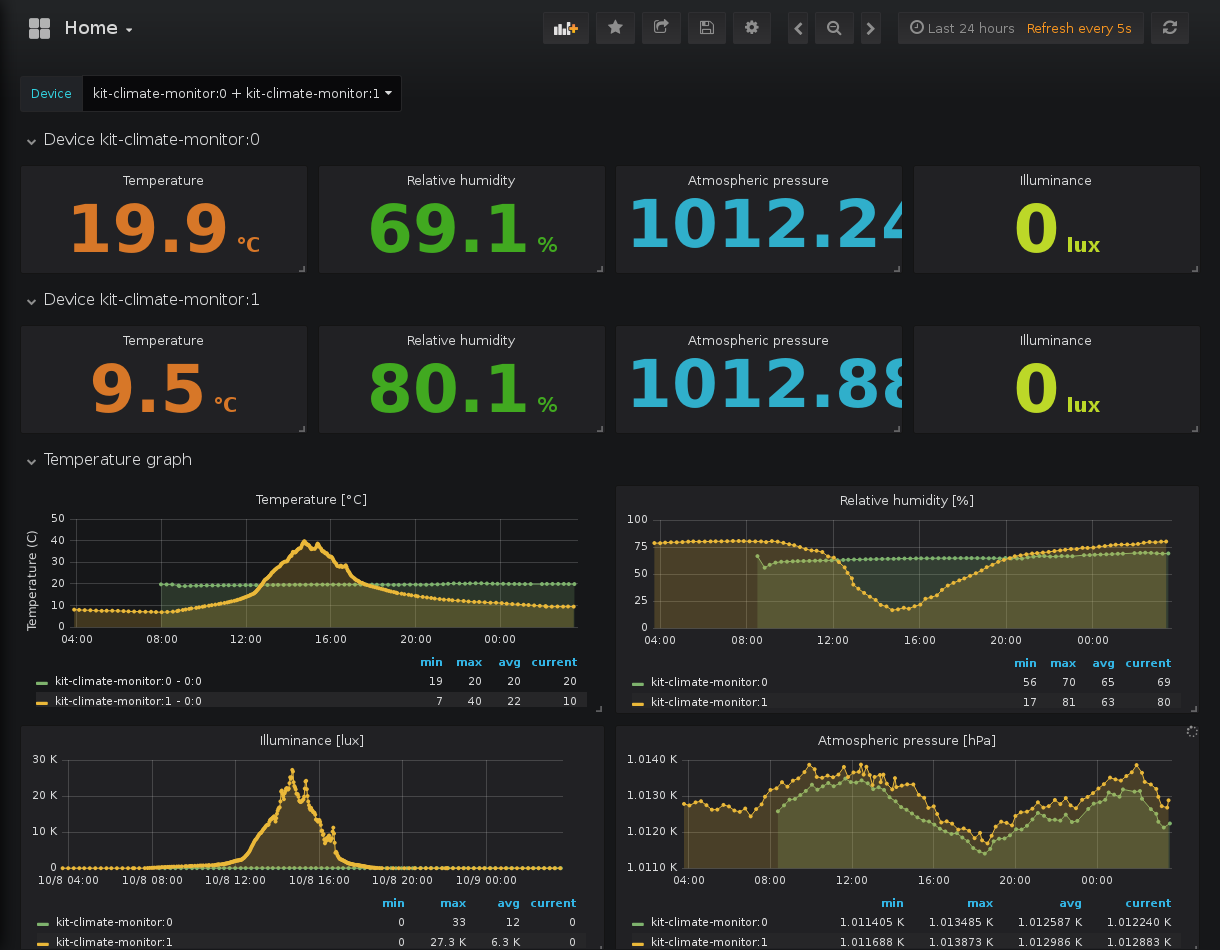 Home
Last 24 hours Refresh every 5s
Device kit-climate-monitor:0 + kit-climate-monitor:1
Device kit-climate-monitor:0
Temperature Relative humidity Atmospheric pressure Illuminance
19.9 °C 69.1 % 1012.24 0 lux
Device kit-climate-monitor:1
Temperature Relative humidity Atmospheric pressure Illuminance
9.5 °C 80.1 % 1012.88 0 lux
Temperature graph
Temperature [°C]
Temperature (C)
50
40
30
20
10
0
04:00 08:00 12:00 16:00 20:00 00:00
min max avg current
kit-climate-monitor:0 - 0:0 19 20 20 20
kit-climate-monitor:1 - 0:0 7 40 22 10
Relative humidity [%]
100
75
50
25
0
04:00 08:00 12:00 16:00 20:00 00:00
min max avg current
kit-climate-monitor:0 56 70 65 69
kit-climate-monitor:1 17 81 63 80
Illuminance [lux]
30 K
20 K
10 K
0
10/8 04:00 10/8 08:00 10/8 12:00 10/8 16:00 10/8 20:00 10/9 00:00
min max avg current
kit-climate-monitor:0 0 33 12 0
kit-climate-monitor:1 0 27.3 K 6.3 K 0
Atmospheric pressure [hPa]
1.0140 K
1.0130 K
1.0120 K
1.0110 K
04:00 08:00 12:00 16:00 20:00 00:00
min max avg current
kit-climate-monitor:0 1.011405 K 1.013485 K 1.012587 K 1.012240 K
kit-climate-monitor:1 1.011688 K 1.013873 K 1.012986 K 1.012883 K